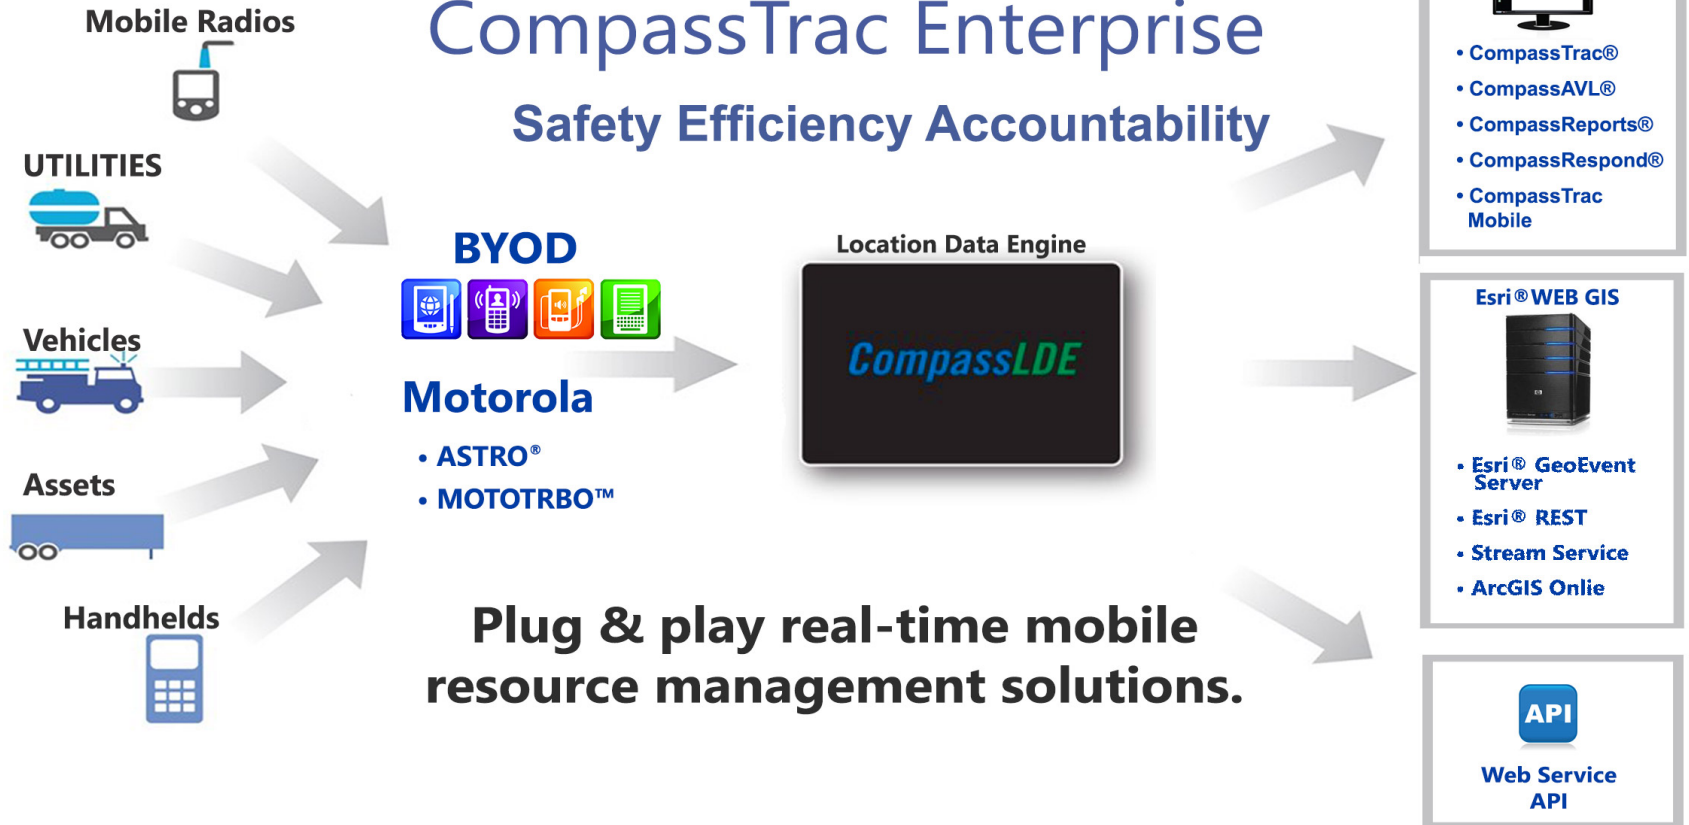 CompassTrac Enterprise
Safety Efficiency Accountability
Mobile Radios
UTILITIES
Vehicles
Assets
Handhelds
BYOD
Motorola
• ASTRO®
• MOTOTRBO™
Location Data Engine
CompassLDE
Plug & play real-time mobile
resource management solutions.
• CompassTrac®
• CompassAVL®
• CompassReports®
• CompassRespond®
• CompassTrac
Mobile
Esri® WEB GIS
• Esri® GeoEvent
Server
• Esri® REST
• Stream Service
• ArcGIS Onlie
API
Web Service
API